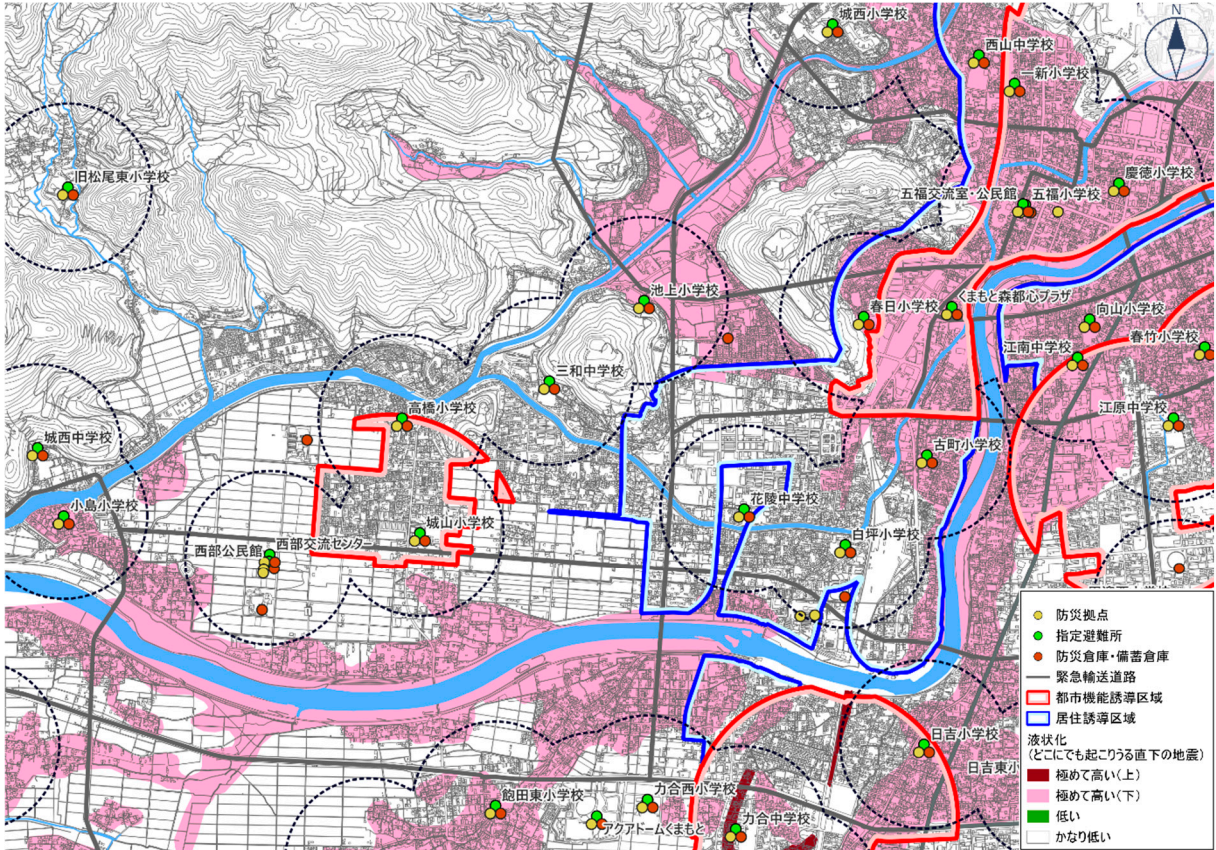 城西小学校
N
西山中学校
一新小学校
旧松尾東小学校
慶徳小学校
五福交流室・公民館
五福小学校
池上小学校
くまもと森都心プラザ
春日小学校
向山小学校
江南中学校
春竹小学校
三和中学校
高橋小学校
江原中学校
城西中学校
古町小学校
小島小学校
花陵中学校
城山小学校
白坪小学校
西部公民館
西部交流センター
日吉小学校
日吉東小
飽田東小学校
力合西小学校
アクアドームくまもと
力合中学校
防災拠点
指定避難所
防災倉庫・備蓄倉庫
緊急輸送道路
都市機能誘導区域
居住誘導区域
液状化
(どこにでも起こりうる直下の地震)
極めて高い(上)
極めて高い(下)
低い
かなり低い